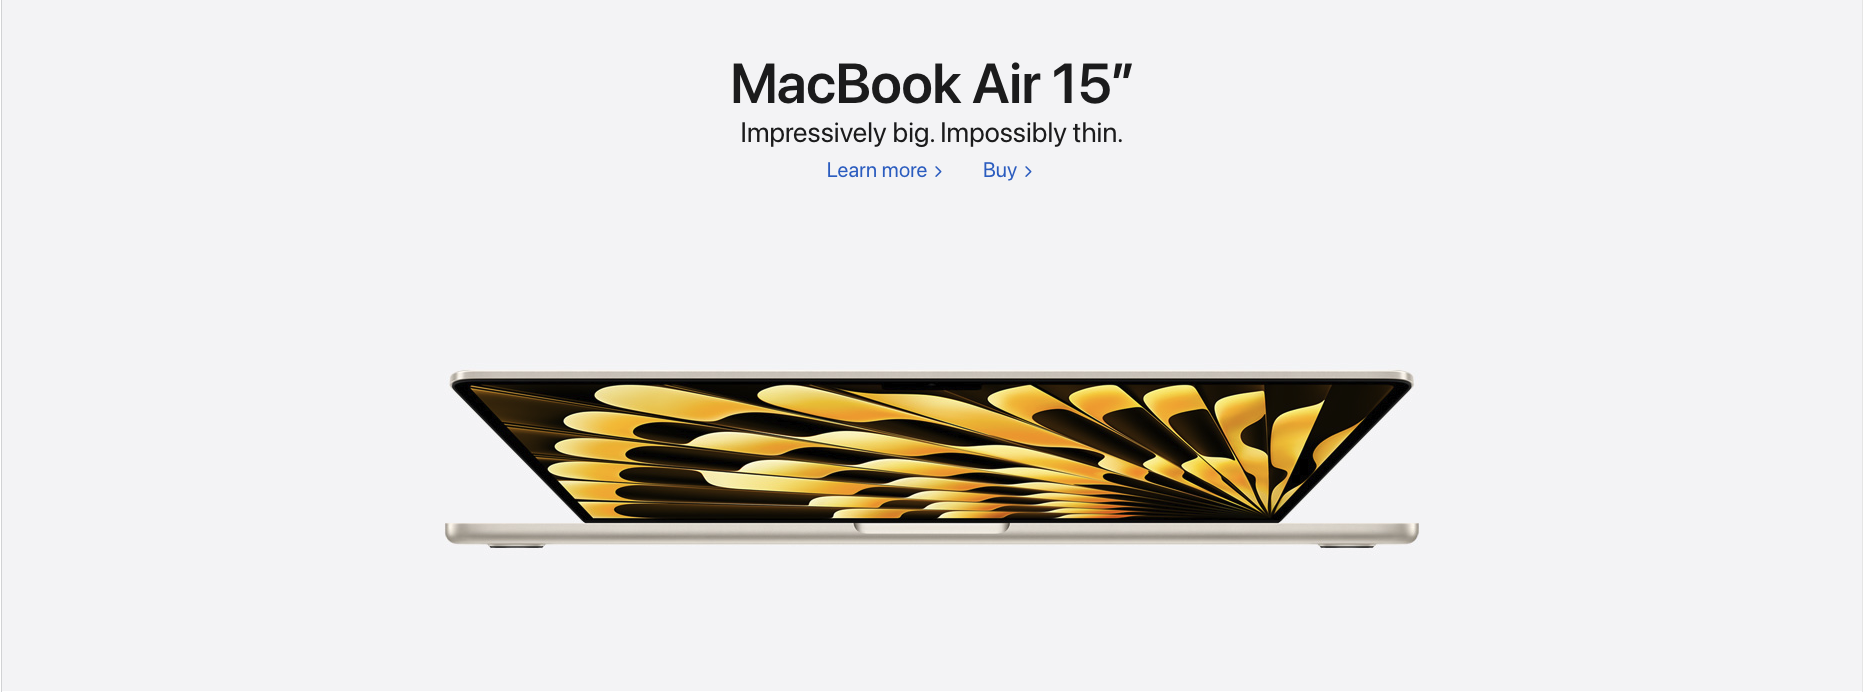 MacBook Air 15″
Impressively big. Impossibly thin.
Learn more > Buy >